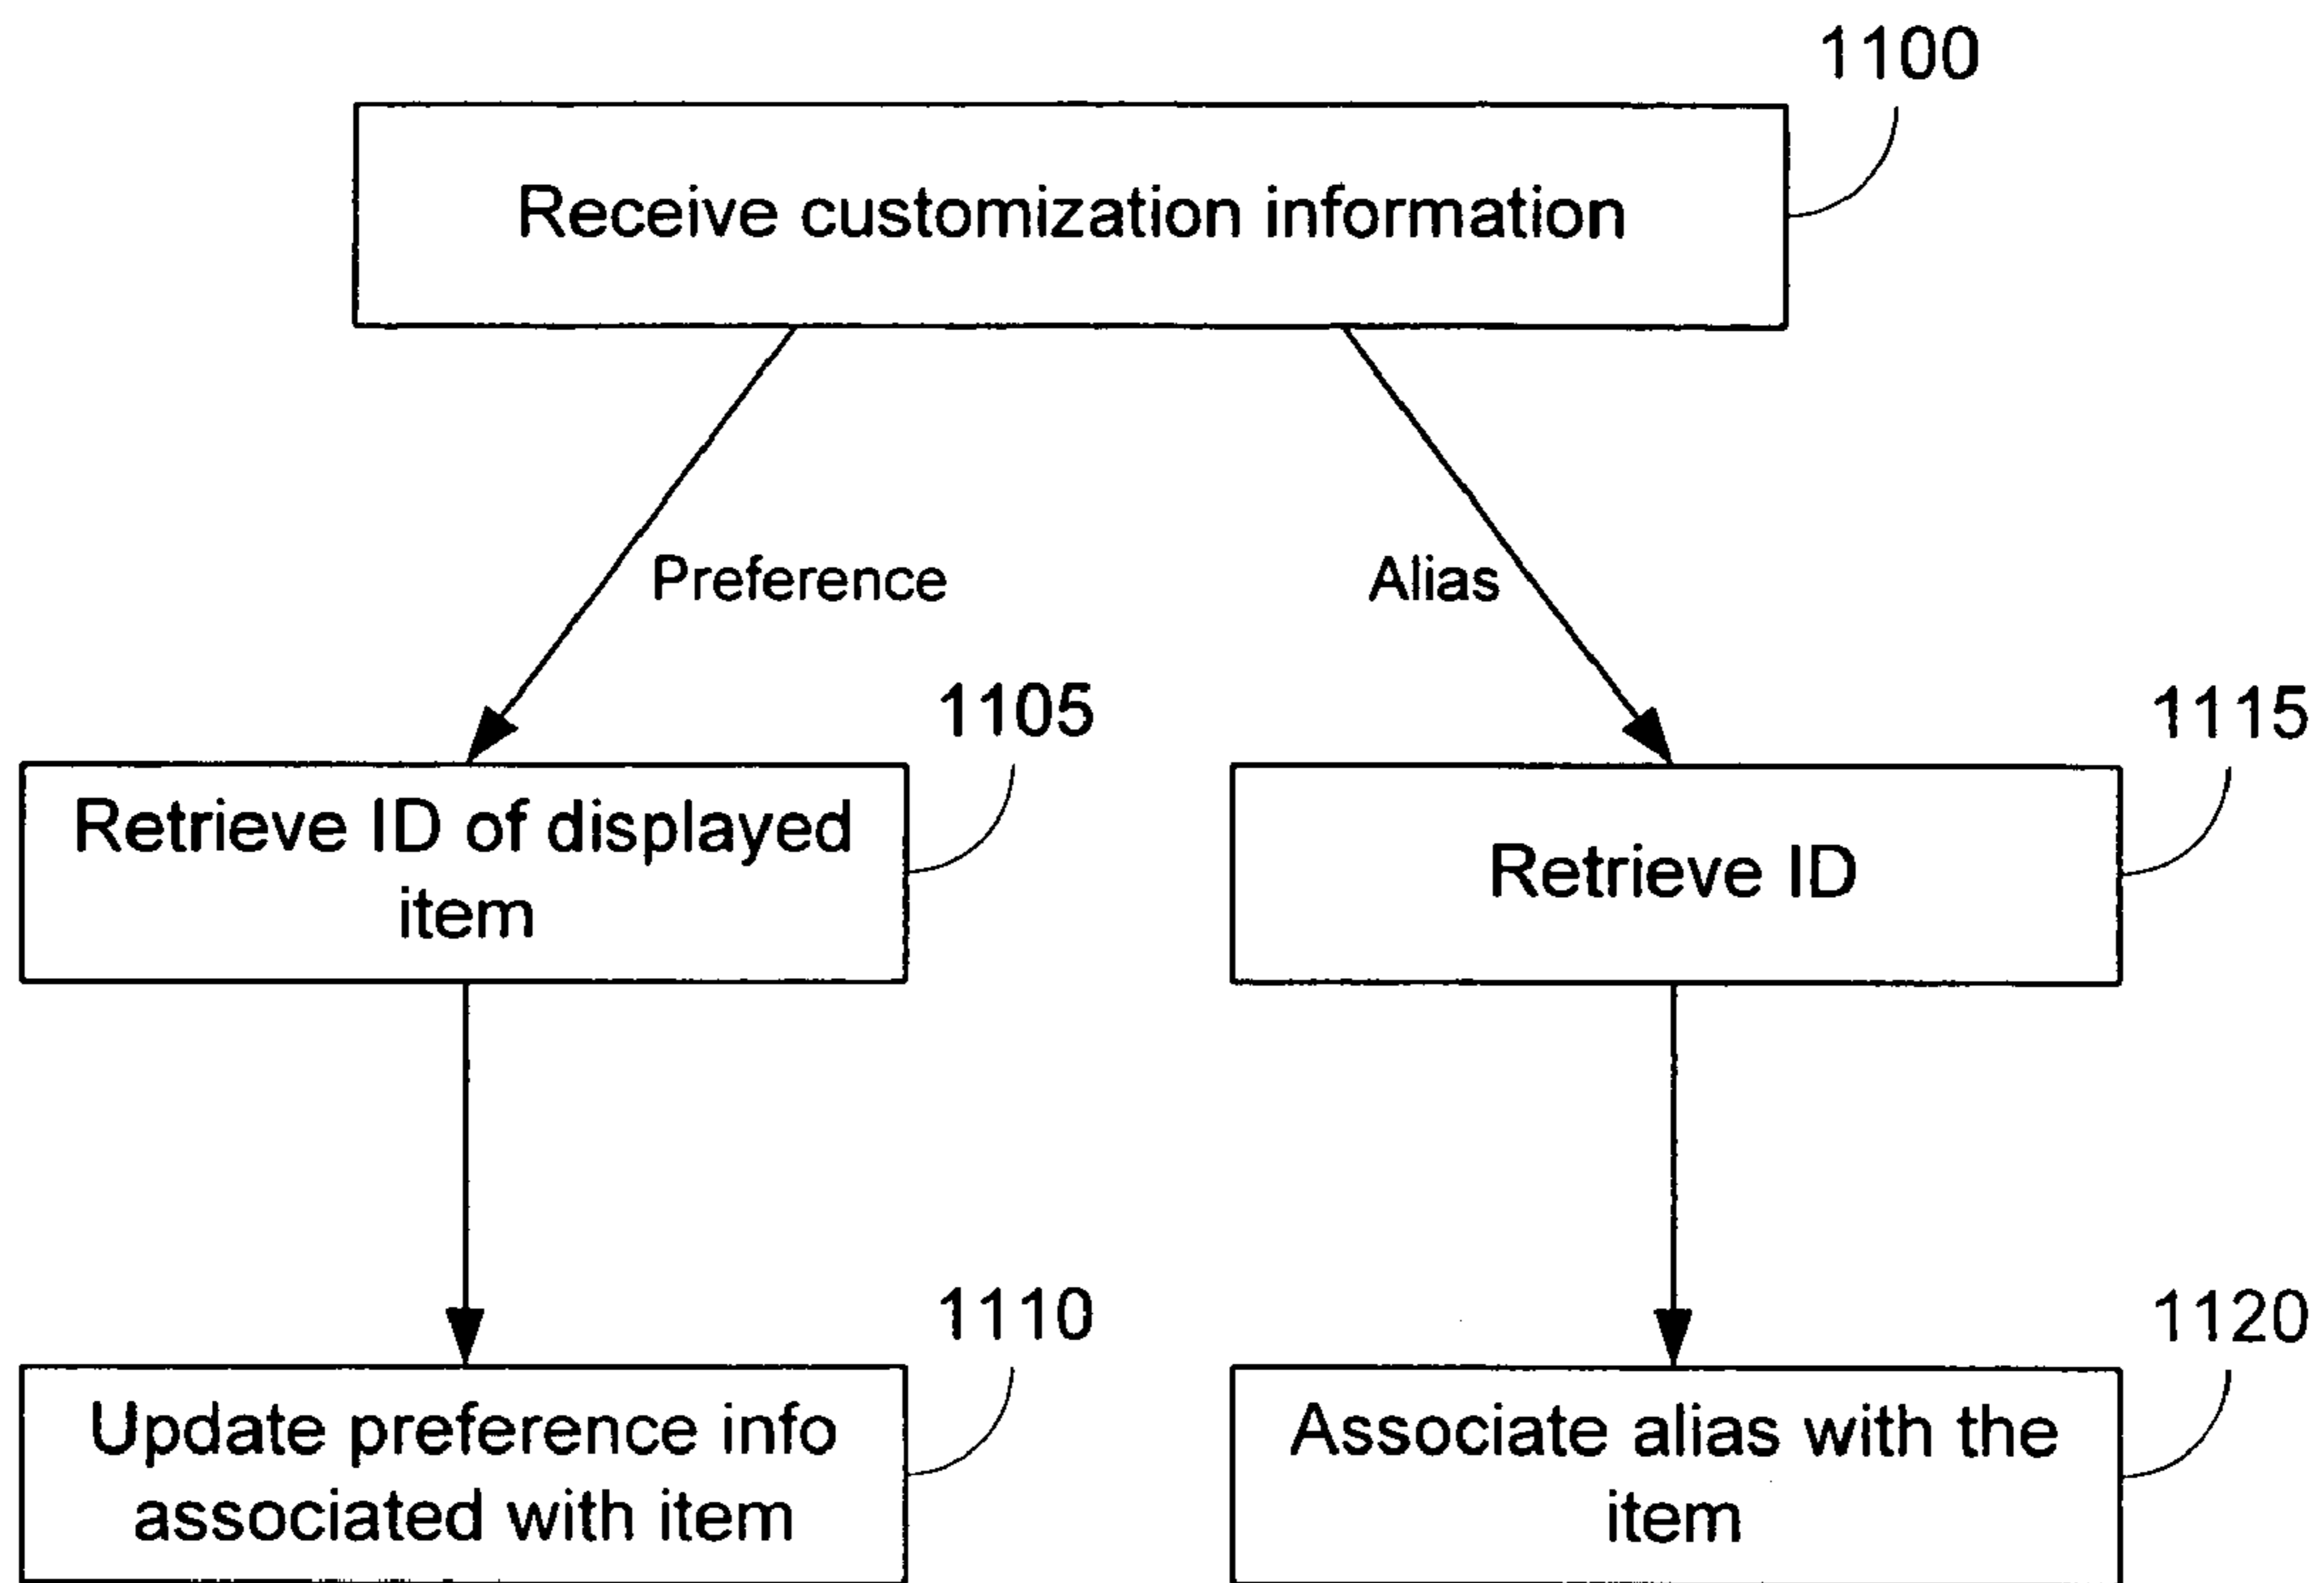 1100
Receive customization information
Preference
Alias
1105
1115
Retrieve ID of displayed
item
Retrieve ID
1110
1120
Update preference info
associated with item
Associate alias with the
item